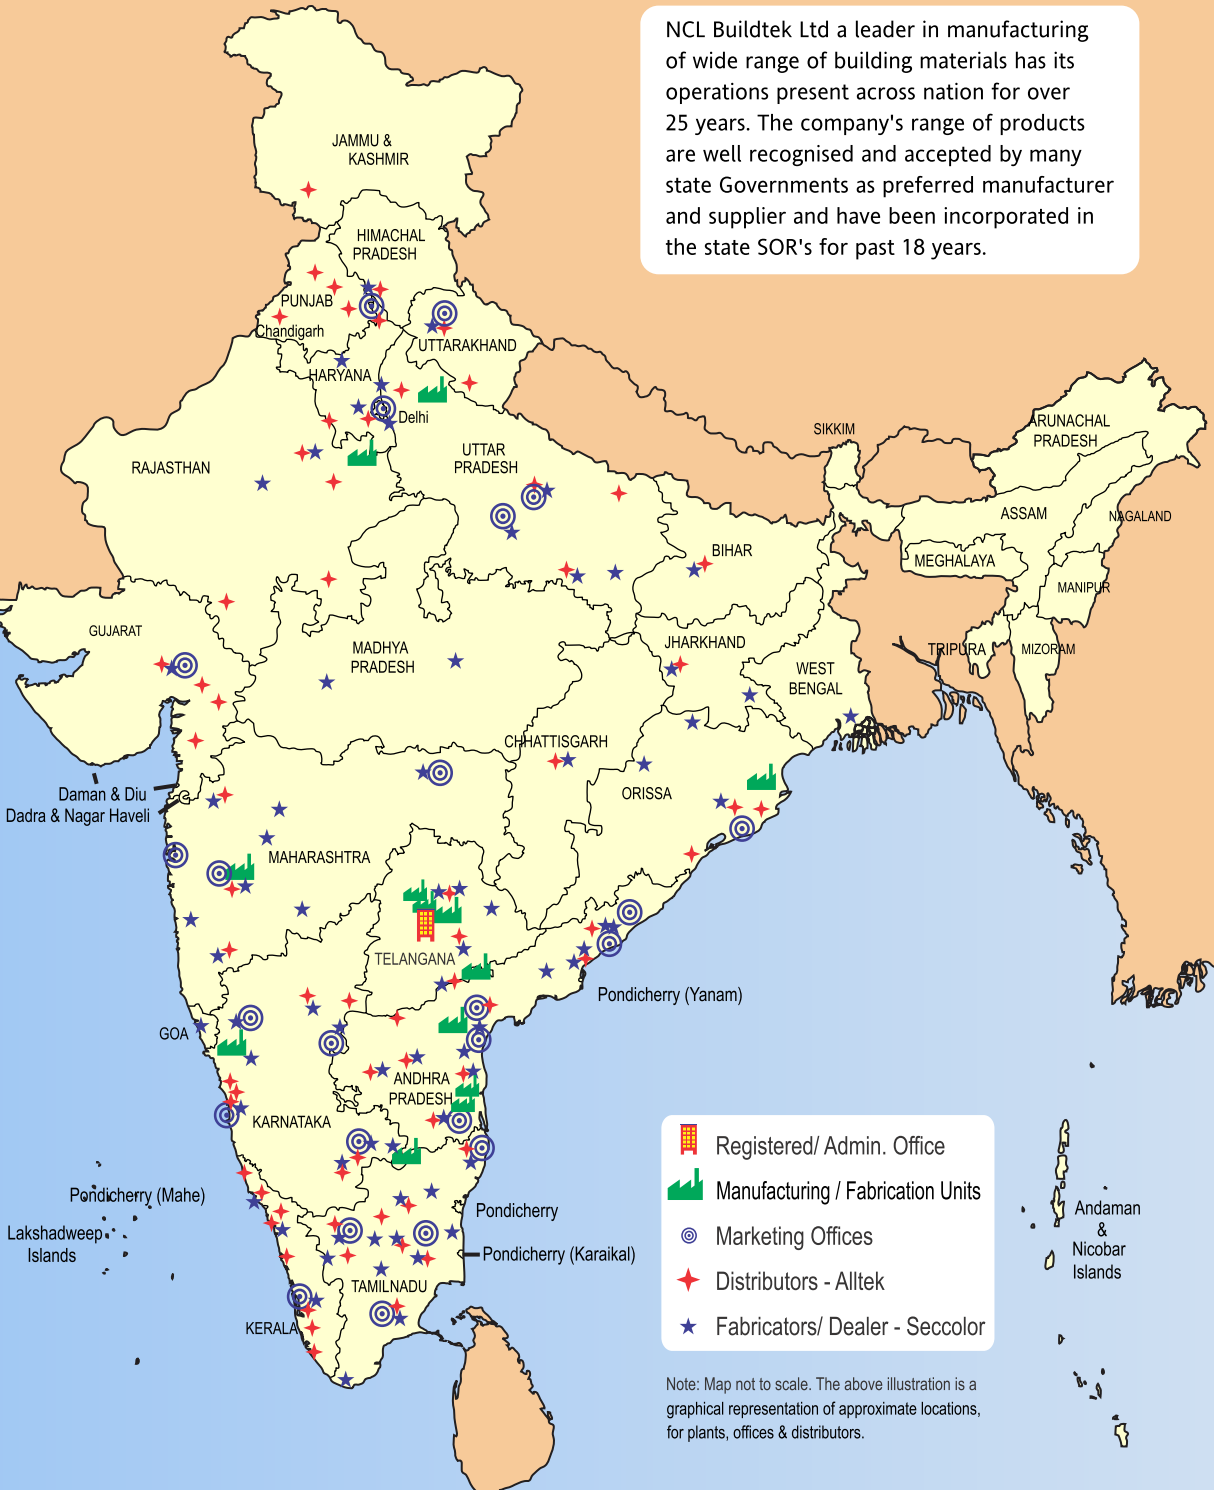 NCL Buildtek Ltd a leader in manufacturing
of wide range of building materials has its
operations present across nation for over
25 years. The company's range of products
are well recognised and accepted by many
state Governments as preferred manufacturer
and supplier and have been incorporated in
the state SOR's for past 18 years.
JAMMU &
KASHMIR
HIMACHAL
PRADESH
PUNJAB
Chandigarh
UTTARAKHAND
HARYANA
Delhi
RAJASTHAN
UTTAR
PRADESH
SIKKIM
ARUNACHAL
PRADESH
ASSAM
NAGALAND
MEGHALAYA
MANIPUR
BIHAR
GUJARAT
MADHYA
PRADESH
JHARKHAND
WEST
BENGAL
TRIPURA
MIZORAM
CHHATTISGARH
ORISSA
Daman & Diu
Dadra & Nagar Haveli
MAHARASHTRA
TELANGANA
Pondicherry (Yanam)
GOA
ANDHRA
PRADESH
KARNATAKA
Pondicherry (Mahe)
Lakshadweep
Islands
Pondicherry
Pondicherry (Karaikal)
TAMILNADU
KERALA
Andaman
&
Nicobar
Islands
Registered/ Admin. Office
Manufacturing / Fabrication Units
Marketing Offices
Distributors - Alltek
Fabricators/ Dealer - Seccolor
Note: Map not to scale. The above illustration is a
graphical representation of approximate locations,
for plants, offices & distributors.